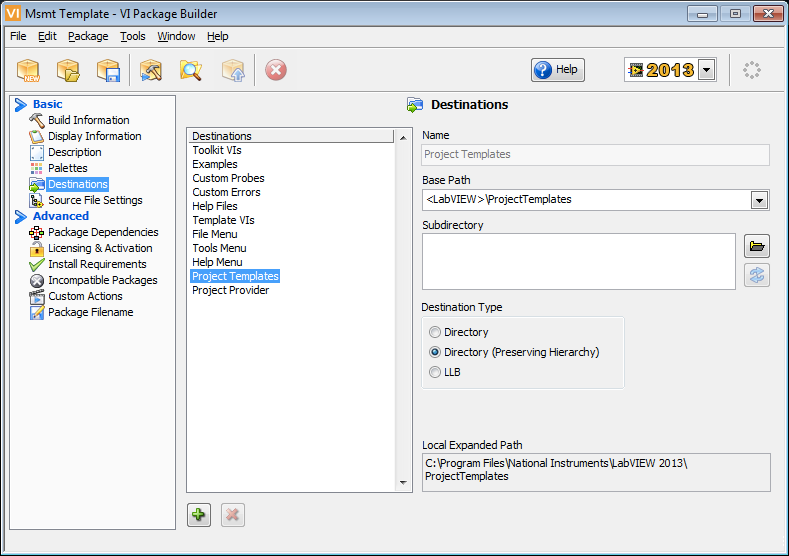 VI Msmt Template - VI Package Builder
File Edit Package Tools Window Help
NEW Help 2013
Basic
Build Information
Display Information
Description
Palettes
Destinations
Source File Settings
Advanced
Package Dependencies
Licensing & Activation
Install Requirements
Incompatible Packages
Custom Actions
Package Filename
Destinations
Toolkit VIs
Examples
Custom Probes
Custom Errors
Help Files
Template VIs
File Menu
Tools Menu
Help Menu
Project Templates
Project Provider
Destinations
Name
Project Templates
Base Path
<LabVIEW>\ProjectTemplates
Subdirectory
Destination Type
Directory
Directory (Preserving Hierarchy)
LLB
Local Expanded Path
C:\Program Files\National Instruments\LabVIEW 2013\
ProjectTemplates